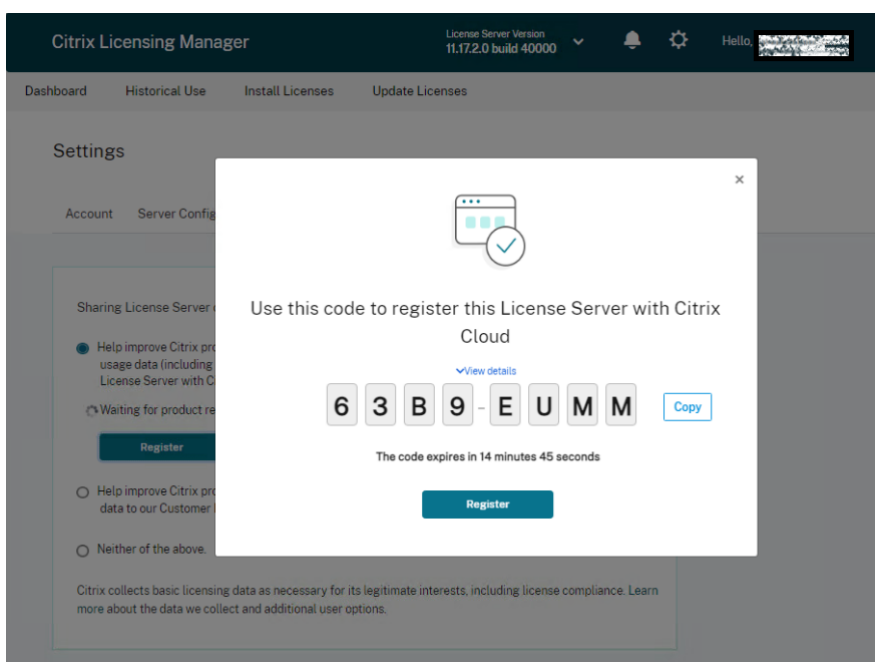 Citrix Licensing Manager
License Server Version
11.17.2.0 build 40000
Hello,
Dashboard Historical Use Install Licenses Update Licenses
Settings
Account Server Config
Sharing License Server
Help improve Citrix pro
usage data (including
License Server with C
Waiting for product re
Register
Help improve Citrix pro
data to our Customer
Neither of the above.
Citrix collects basic licensing data as necessary for its legitimate interests, including license compliance. Learn
more about the data we collect and additional user options.
×
Use this code to register this License Server with Citrix
Cloud
View details
6 3 B 9 - E U M M
Copy
The code expires in 14 minutes 45 seconds
Register